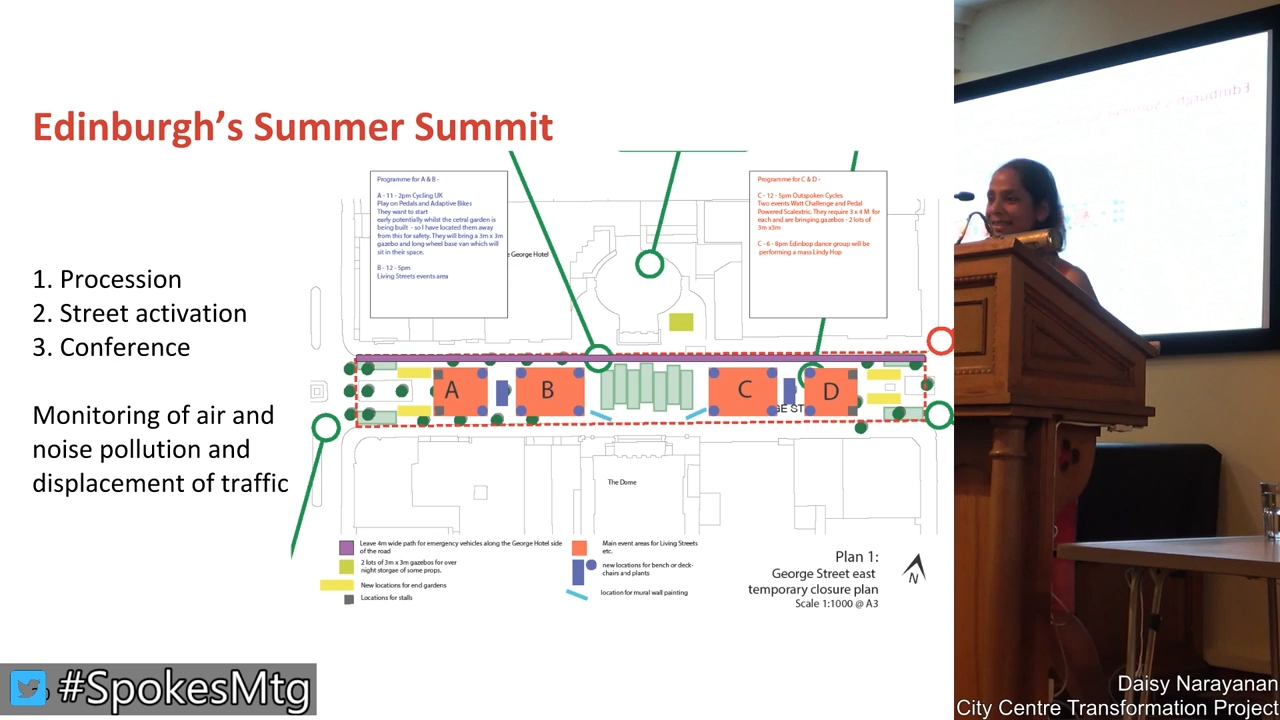 Edinburgh's Summer Summit
1. Procession
2. Street activation
3. Conference
Monitoring of air and
noise pollution and
displacement of traffic
Programme for A & B -
A - 11 - 2pm Cycling UK
Play on Pedals and Adaptive Bikes
They want to start
early potentially whilst the cetral garden is
being built - so I have located them away
from this for safety. They will bring a 3m x 3m
gazebo and long wheel base van which will
sit in their space.
B - 12 - 5pm
Living Streets events area
e George Hotel
Programme for C & D -
C - 12 - 5pm Outspoken Cycles
Two events Watt Challenge and Pedal
Powered Scalextric. They require 3 x 4 M for
each and are bringing gazebos - 2 lots of
3m x3m
C - 6 - 8pm Edinbop dance group will be
performing a mass Lindy Hop
A
B
C
D
GE ST
The Dome
Leave 4m wide path for emergency vehicles along the George Hotel side
of the road
2 lots of 3m x 3m gazebos for over
night storgae of some props.
New locations for end gardens
Locations for stalls
Main event areas for Living Streets
etc.
new locations for bench or deck-
chairs and plants
location for mural wall painting
Plan 1:
George Street east
temporary closure plan
Scale 1:1000 @ A3
N
#SpokesMtg
Daisy Narayanan
City Centre Transformation Project